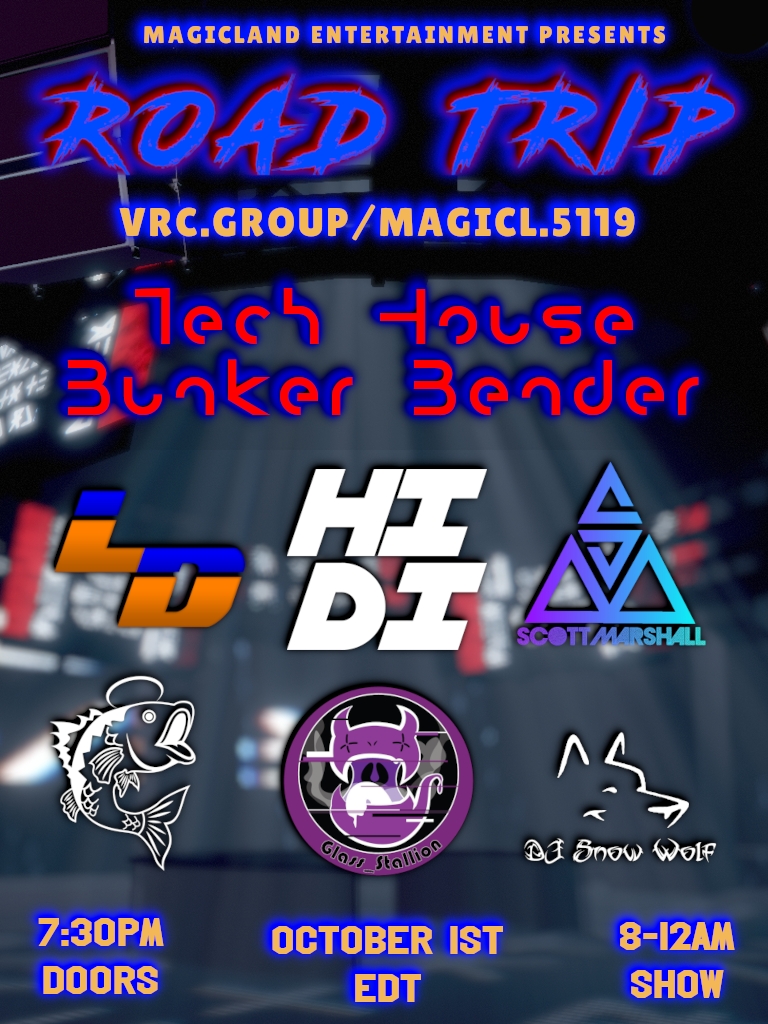 MAGICLAND ENTERTAINMENT PRESENTS
ROAD TRIP
VRC.GROUP/MAGICL.5119
Tech House
Bunker Bender
LD
HI
DI
SCOTT MARSHALL
Glass_Stallion
DJ Snow Wolf
7:30PM
DOORS
OCTOBER 1ST
EDT
8-12AM
SHOW